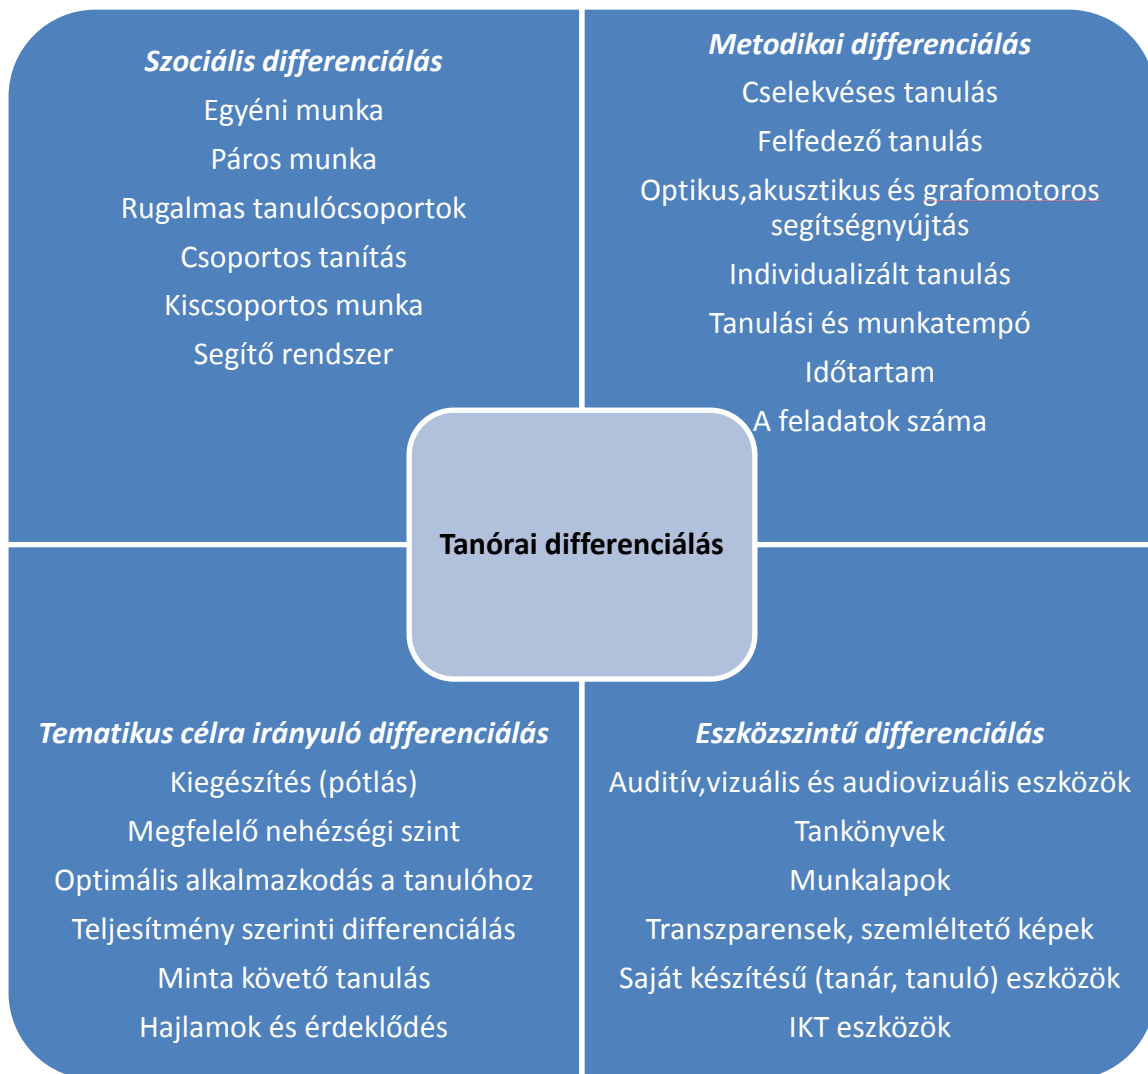 Szociális differenciálás
Egyéni munka
Páros munka
Rugalmas tanulócsoportok
Csoportos tanítás
Kiscsoportos munka
Segítő rendszer
Metodikai differenciálás
Cselekvéses tanulás
Felfedező tanulás
Optikus,akusztikus és grafomotoros
segítségnyújtás
Individualizált tanulás
Tanulási és munkatempó
Időtartam
A feladatok száma
Tanórai differenciálás
Tematikus célra irányuló differenciálás
Kiegészítés (pótlás)
Megfelelő nehézségi szint
Optimális alkalmazkodás a tanulóhoz
Teljesítmény szerinti differenciálás
Minta követő tanulás
Hajlamok és érdeklődés
Eszközszintű differenciálás
Auditív,vizuális és audiovizuális eszközök
Tankönyvek
Munkalapok
Transzparensek, szemléltető képek
Saját készítésű (tanár, tanuló) eszközök
IKT eszközök